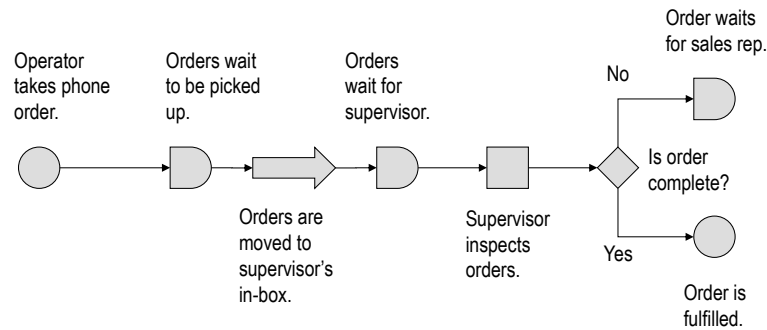 Operator
takes phone
order.
Orders wait
to be picked
up.
Orders are
moved to
supervisor's
in-box.
Orders
wait for
supervisor.
Supervisor
inspects
orders.
Is order
complete?
No
Order waits
for sales rep.
Yes
Order is
fulfilled.